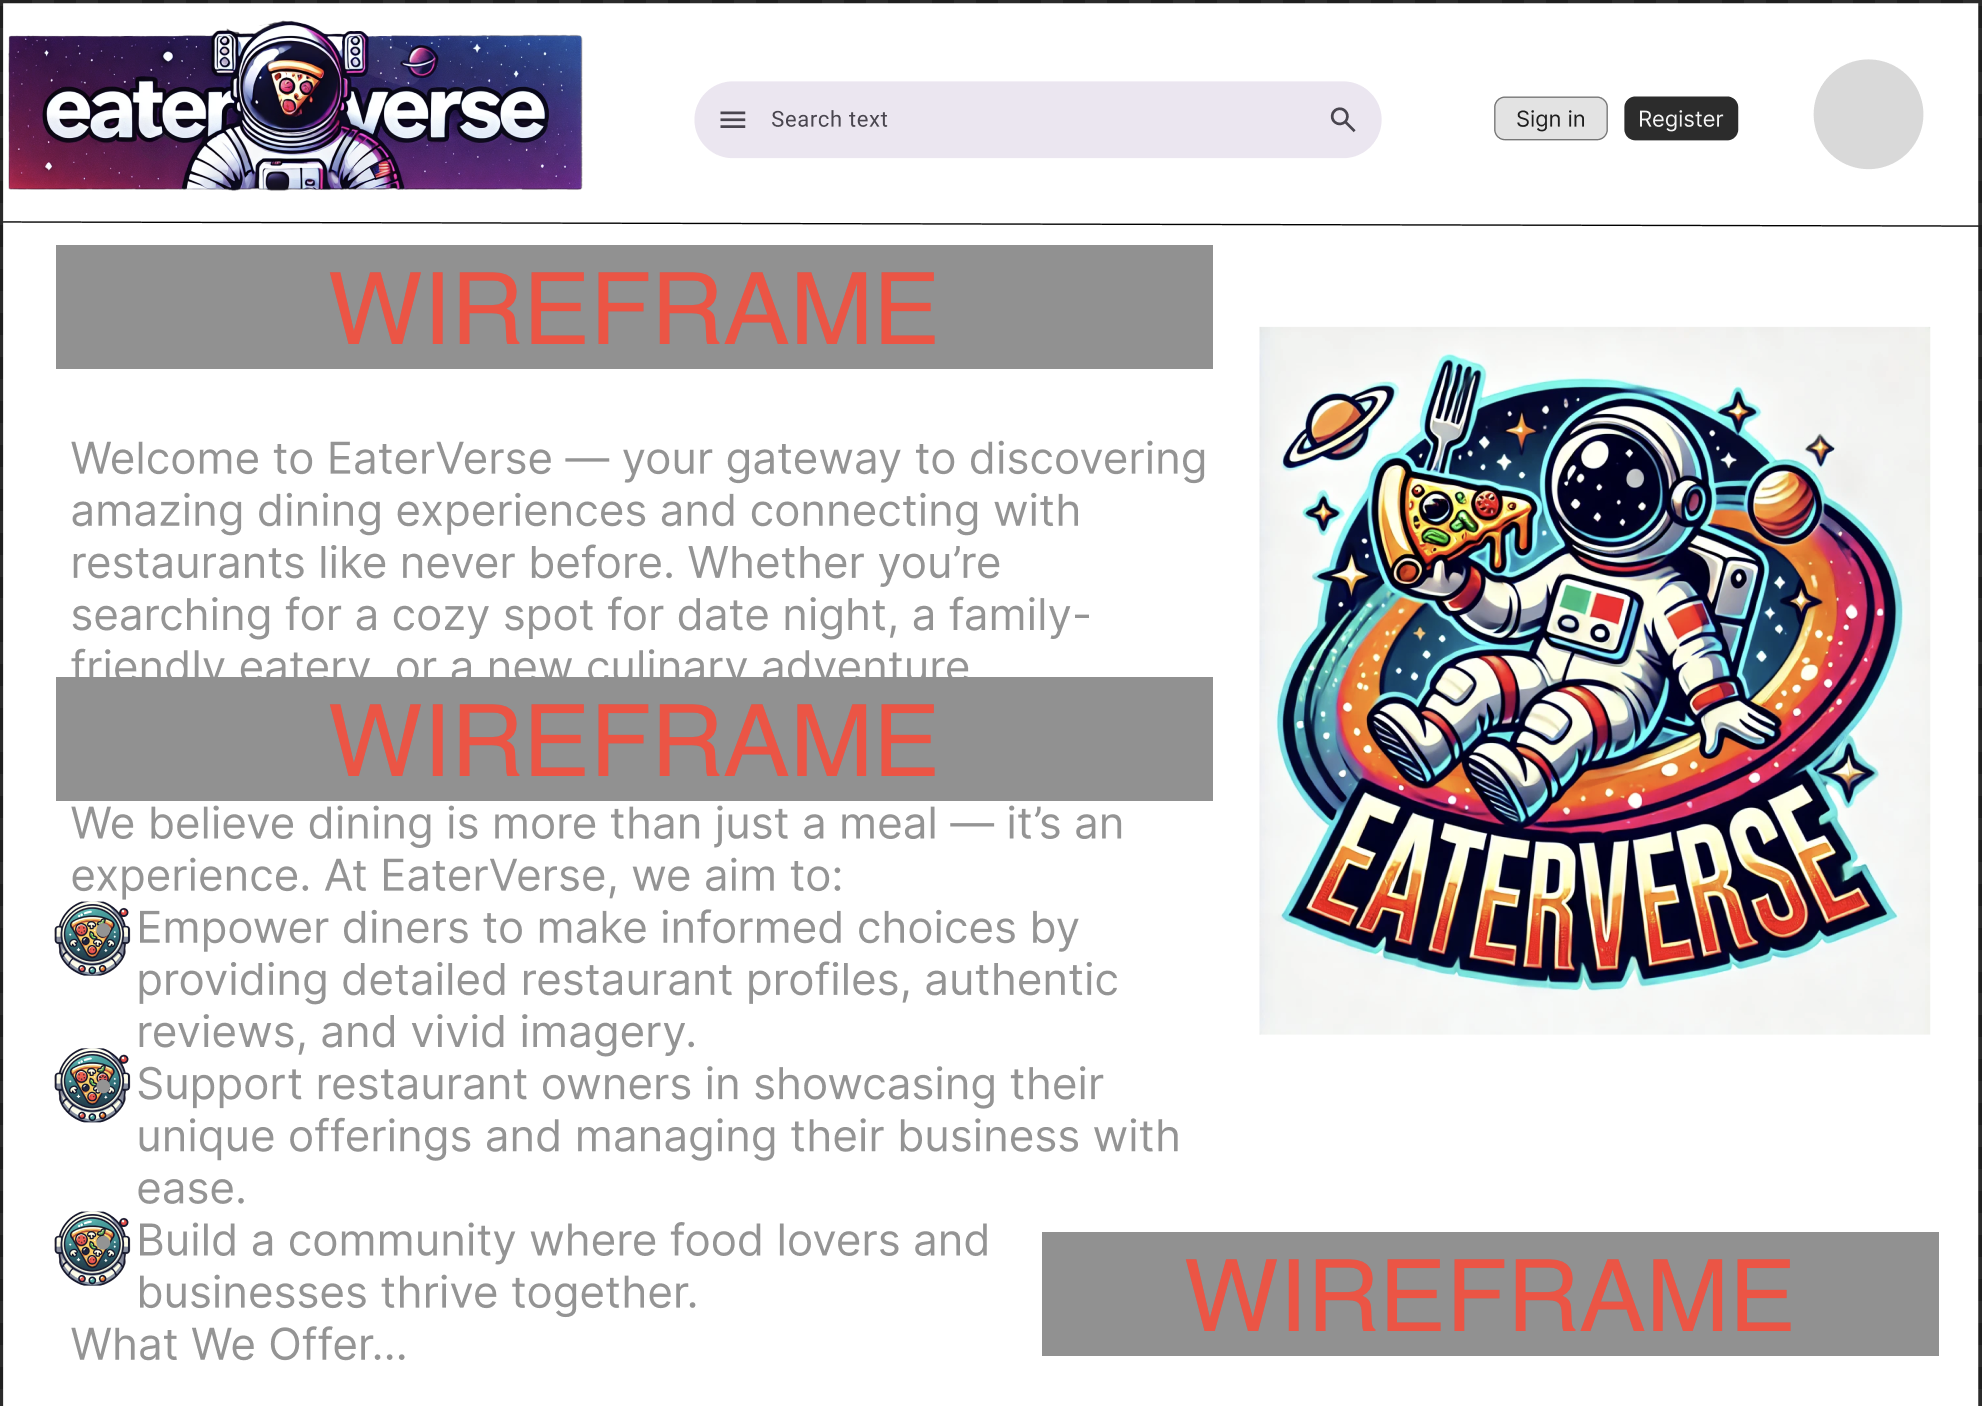 eater verse
Search text
Sign in
Register
WIREFRAME
Welcome to EaterVerse — your gateway to discovering
amazing dining experiences and connecting with
restaurants like never before. Whether you’re
searching for a cozy spot for date night, a family-
friendly eatery, or a new culinary adventure
WIREFRAME
We believe dining is more than just a meal — it’s an
experience. At EaterVerse, we aim to:
Empower diners to make informed choices by
providing detailed restaurant profiles, authentic
reviews, and vivid imagery.
Support restaurant owners in showcasing their
unique offerings and managing their business with
ease.
Build a community where food lovers and
businesses thrive together.
What We Offer...
EATERVERSE
WIREFRAME